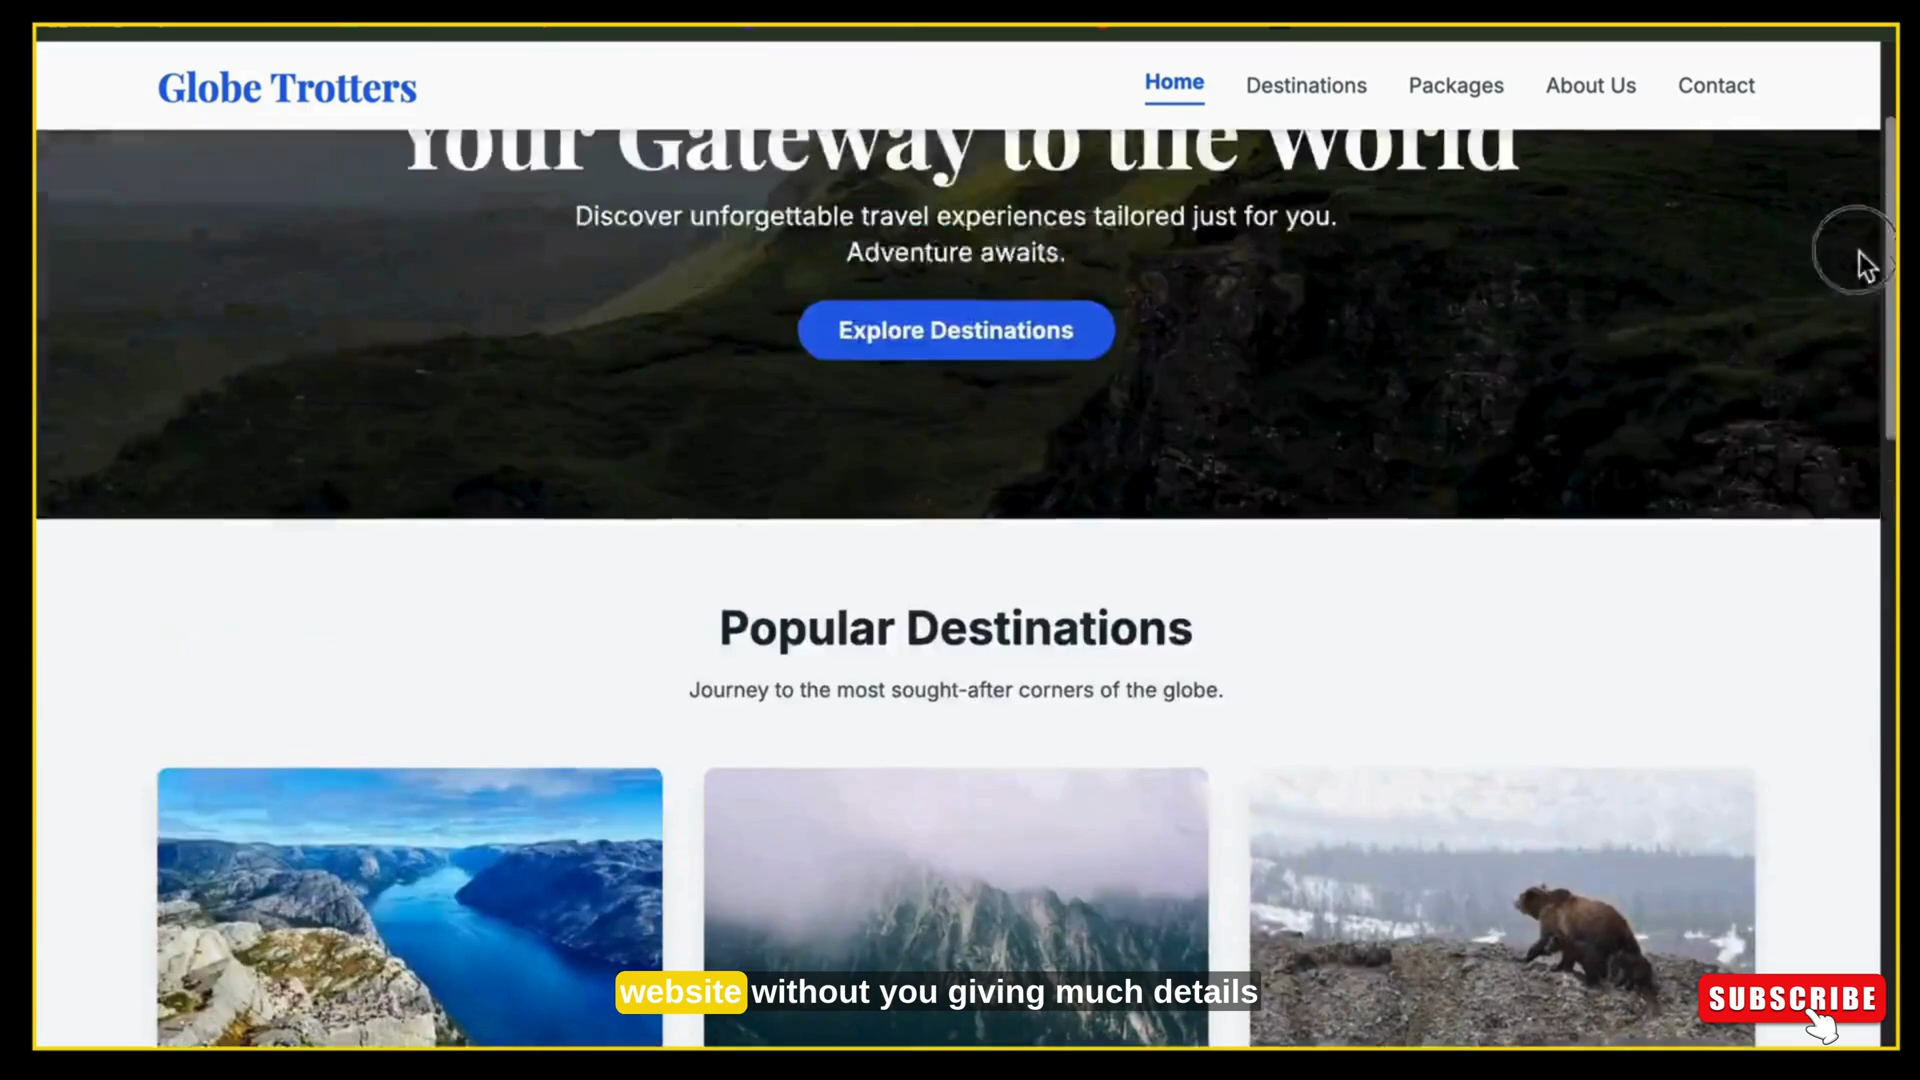 Globe Trotters
Home Destinations Packages About Us Contact
Your Gateway to the World
Discover unforgettable travel experiences tailored just for you.
Adventure awaits.
Explore Destinations
Popular Destinations
Journey to the most sought-after corners of the globe.
website without you giving much details
SUBSCRIBE